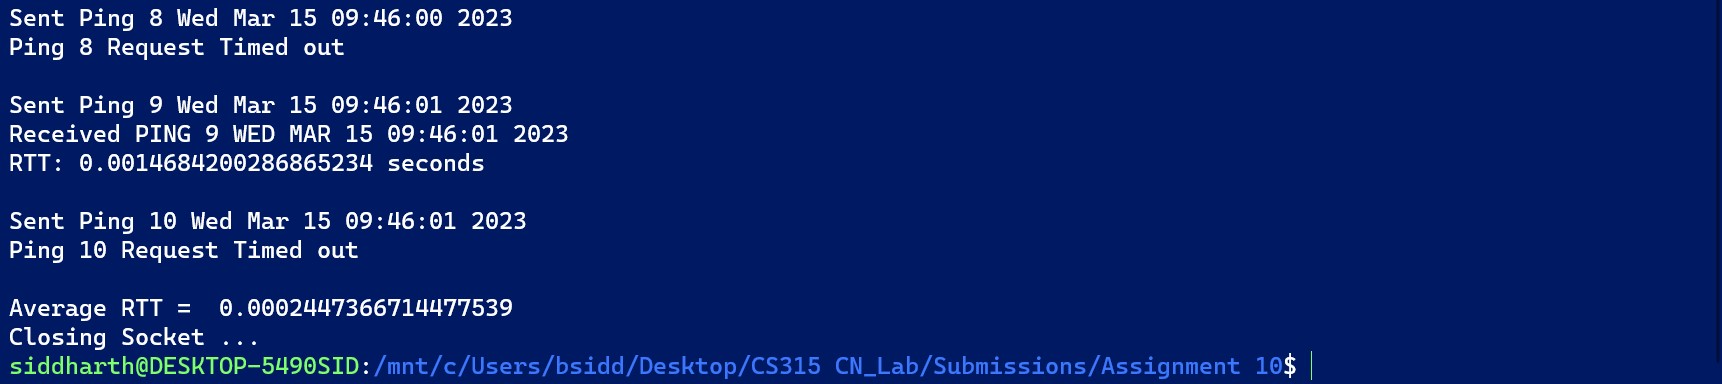 Sent Ping 8 Wed Mar 15 09:46:00 2023
Ping 8 Request Timed out
Sent Ping 9 Wed Mar 15 09:46:01 2023
Received PING 9 WED MAR 15 09:46:01 2023
RTT: 0.0014684200286865234 seconds
Sent Ping 10 Wed Mar 15 09:46:01 2023
Ping 10 Request Timed out
Average RTT =  0.0002447366714477539
Closing Socket ...
siddharth@DESKTOP-5490SID:/mnt/c/Users/bsidd/Desktop/CS315 CN_Lab/Submissions/Assignment 10$